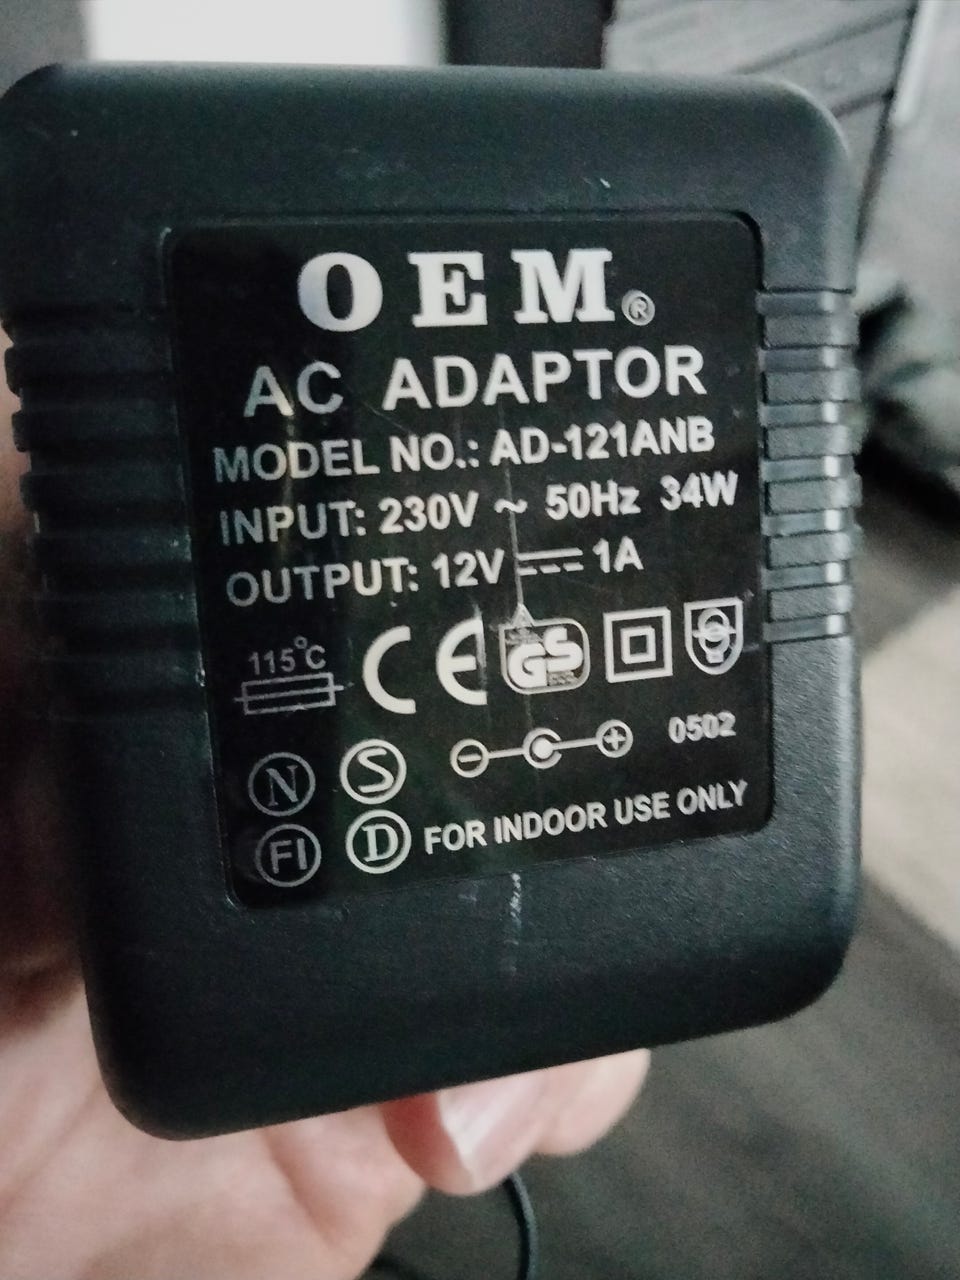 OEM®
AC ADAPTOR
MODEL NO.: AD-121ANB
INPUT: 230V ~ 50Hz 34W
OUTPUT: 12V ⎓ 1A
115°C
CE GS
0502
N S
FI D FOR INDOOR USE ONLY